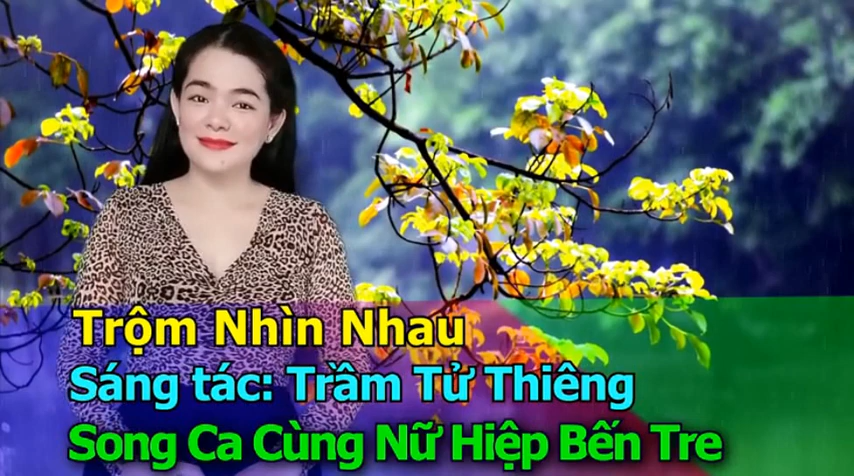 Trộm Nhìn Nhau
Sáng tác: Trầm Tử Thiêng
Song Ca Cùng Nữ Hiệp Bến Tre